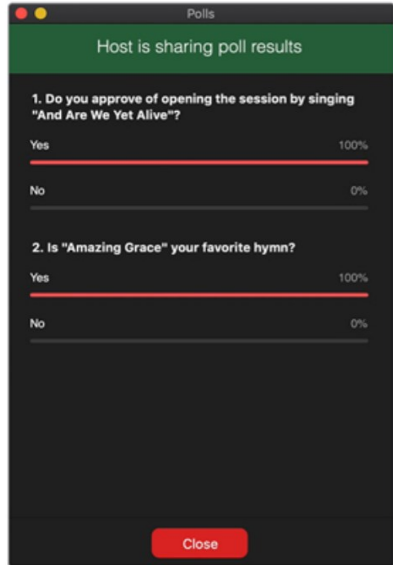 Polls
Host is sharing poll results
1. Do you approve of opening the session by singing
"And Are We Yet Alive"?
Yes 100%
No 0%
2. Is "Amazing Grace" your favorite hymn?
Yes 100%
No 0%
Close